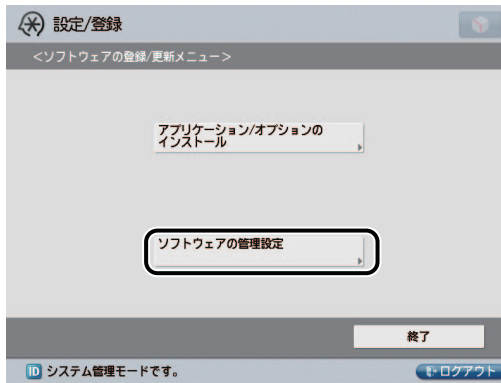 設定/登録
<ソフトウェアの登録/更新メニュー>
アプリケーション/オプションの
インストール
ソフトウェアの管理設定
終了
ID システム管理モードです。
ログアウト